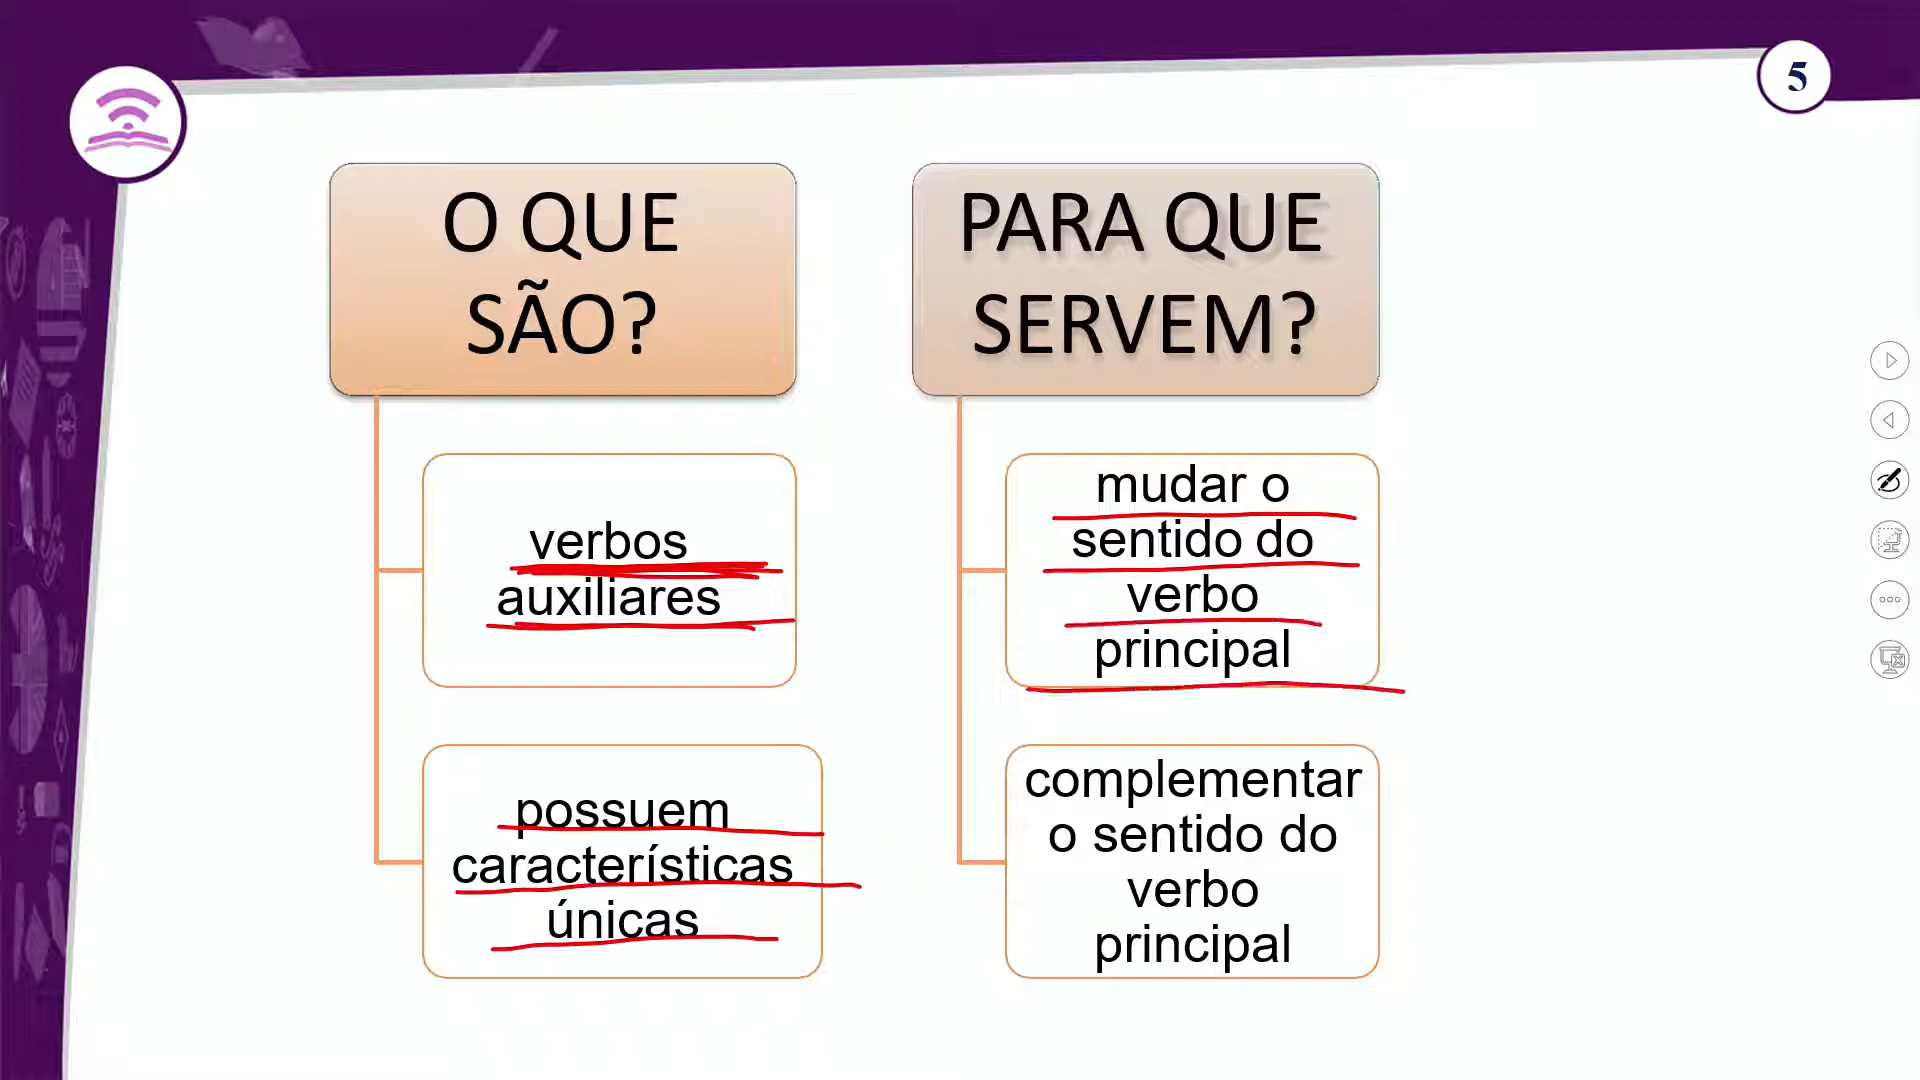 5
O QUE
SÃO?
verbos
auxiliares
possuem
características
únicas
PARA QUE
SERVEM?
mudar o
sentido do
verbo
principal
complementar
o sentido do
verbo
principal